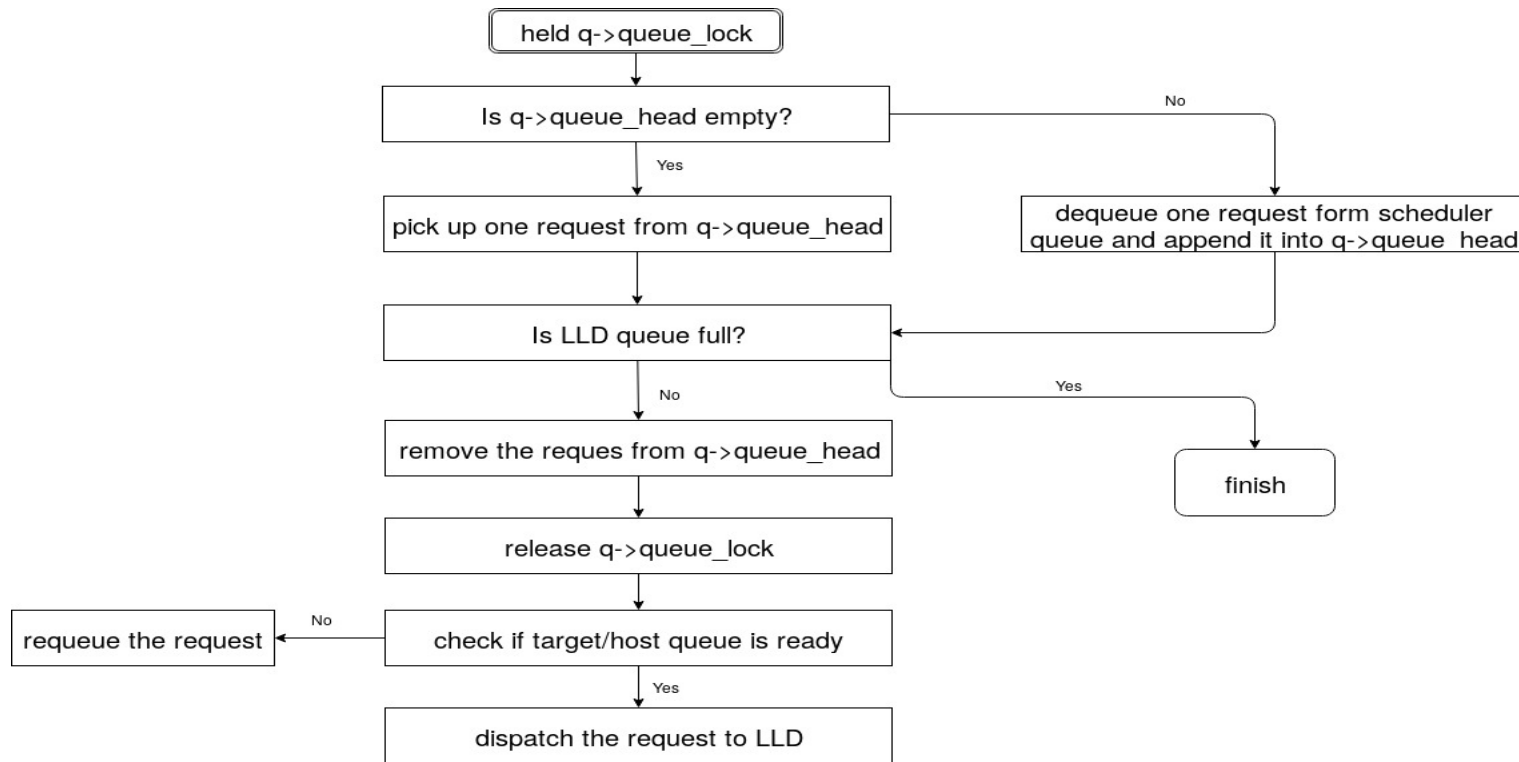 held q->queue_lock
Is q->queue_head empty?
No
Yes
pick up one request from q->queue_head
dequeue one request form scheduler
queue and append it into q->queue_head
Is LLD queue full?
Yes
No
remove the reques from q->queue_head
finish
release q->queue_lock
No
requeue the request
check if target/host queue is ready
Yes
dispatch the request to LLD